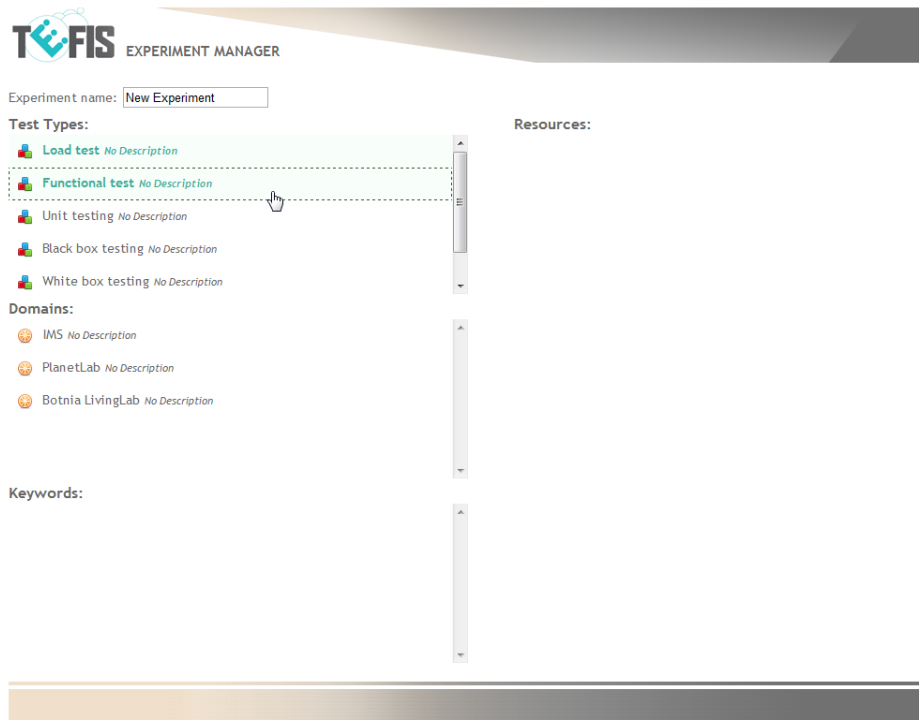 TEFIS EXPERIMENT MANAGER
Experiment name: New Experiment
Test Types:
Resources:
Load test No Description
Functional test No Description
Unit testing No Description
Black box testing No Description
White box testing No Description
Domains:
IMS No Description
PlanetLab No Description
Botnia LivingLab No Description
Keywords: